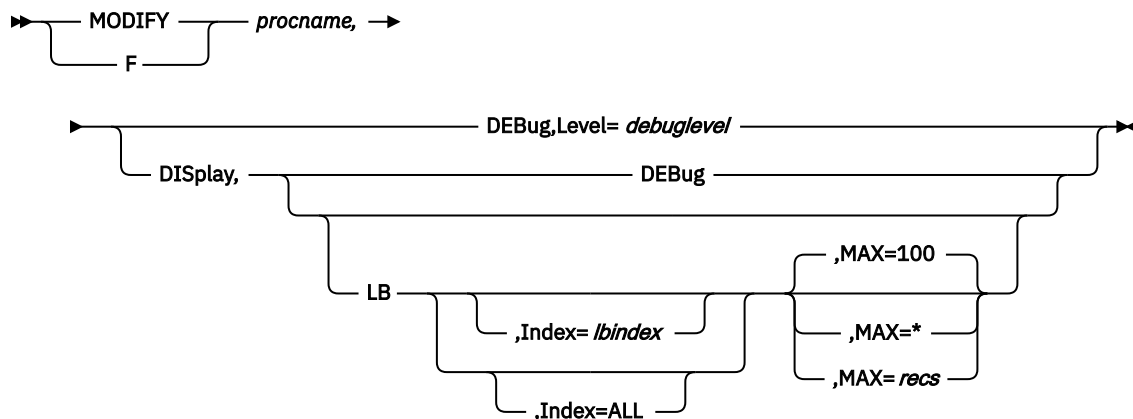 MODIFY procname,
F
DEBug,Level= debuglevel
DISplay, DEBug
,MAX=100
LB
,Index= lbindex ,MAX=*
,MAX= recs
,Index=ALL